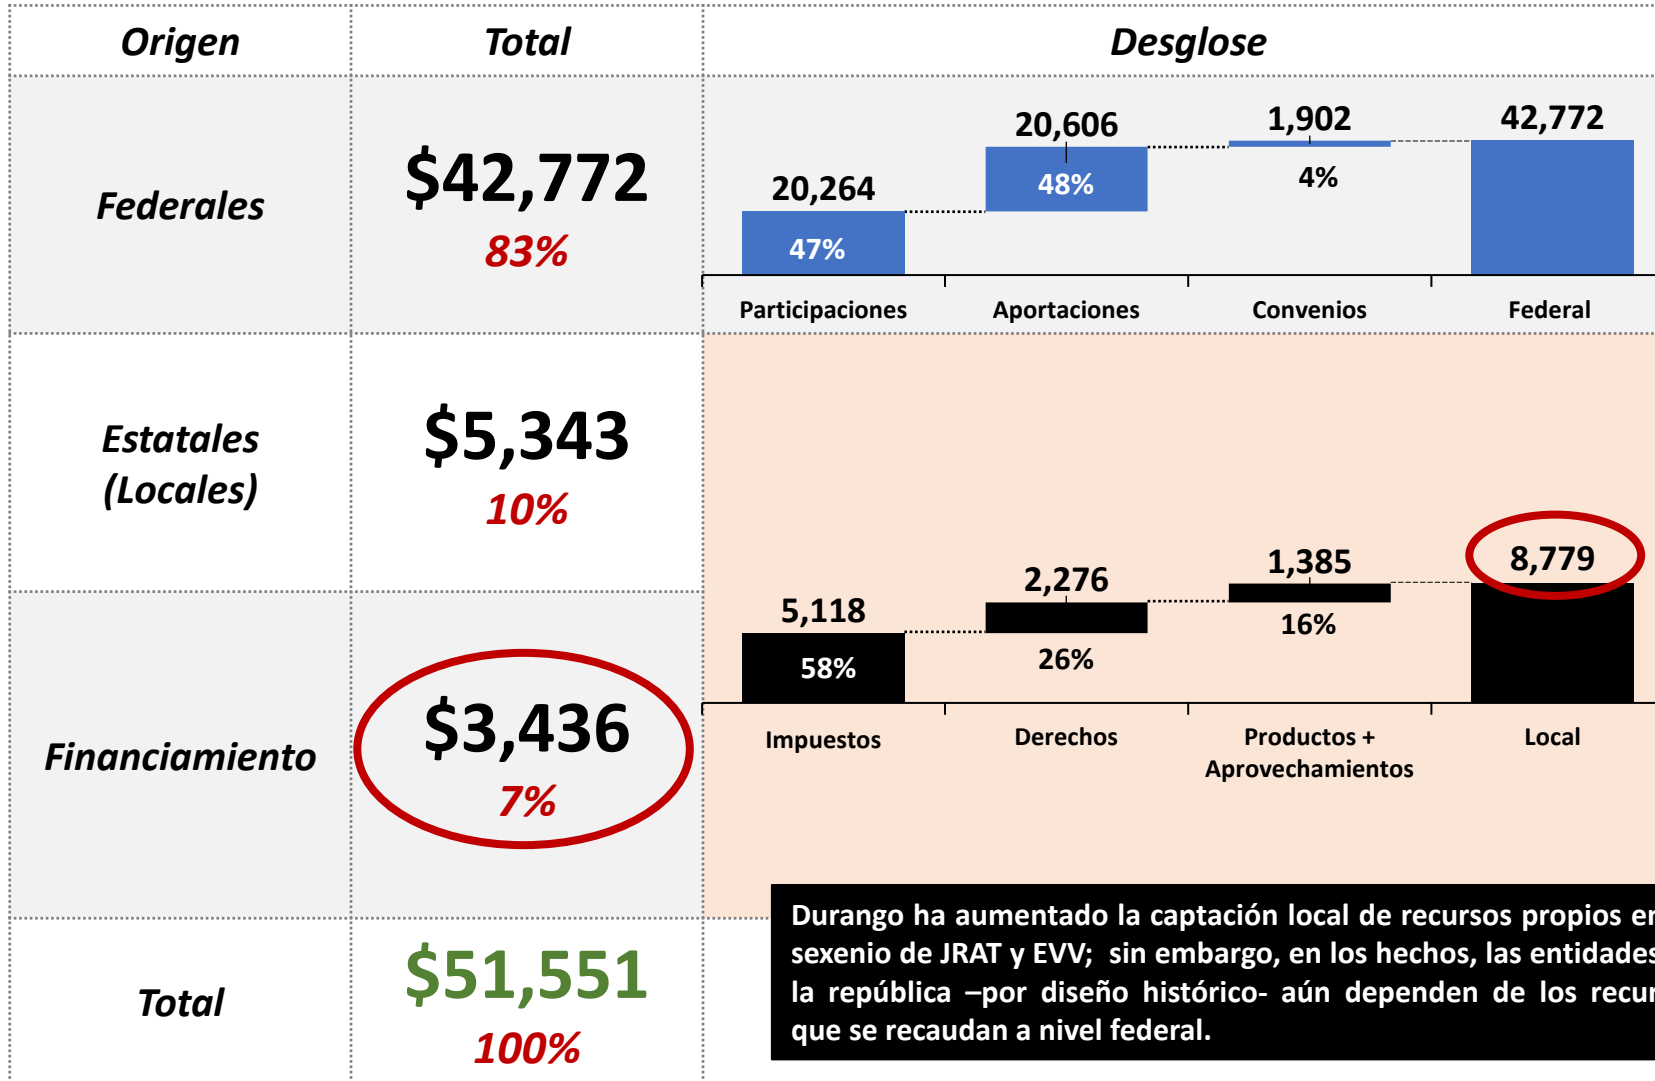 Origen
Total
Desglose
Federales
$42,772
83%
20,264
47%
20,606
48%
1,902
4%
42,772
Participaciones
Aportaciones
Convenios
Federal
Estatales
(Locales)
$5,343
10%
5,118
58%
2,276
26%
1,385
16%
8,779
Impuestos
Derechos
Productos +
Aprovechamientos
Local
Financiamiento
$3,436
7%
Total
$51,551
100%
Durango ha aumentado la captación local de recursos propios en
sexenio de JRAT y EVV; sin embargo, en los hechos, las entidades
la república –por diseño histórico- aún dependen de los recur
que se recaudan a nivel federal.